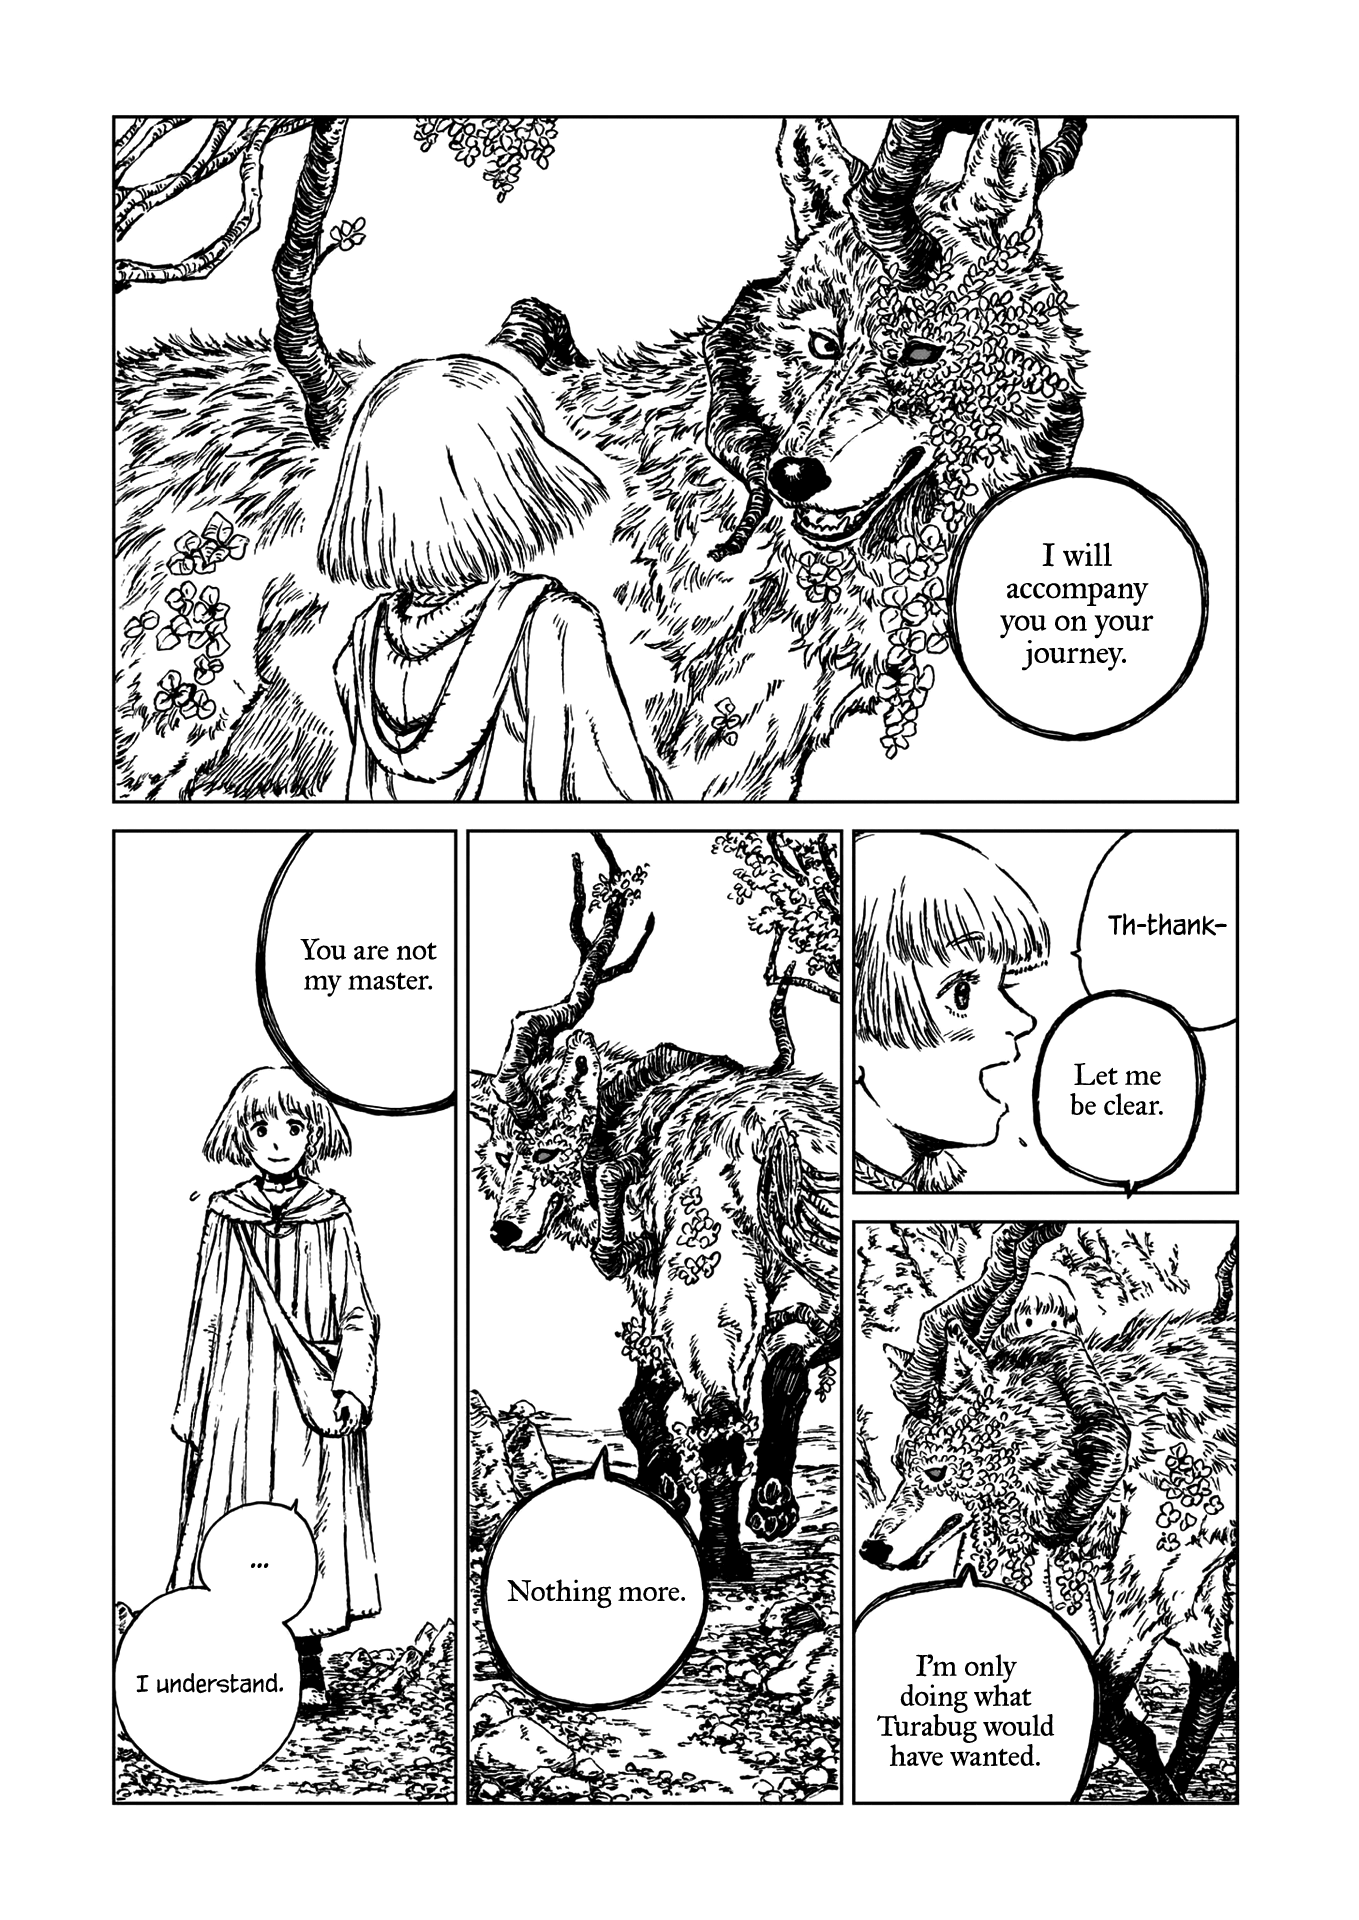 I will
accompany
you on your
journey.
Th-thank-
Let me
be clear.
I'm only
doing what
Turabug would
have wanted.
Nothing more.
You are not
my master.
...
I understand.